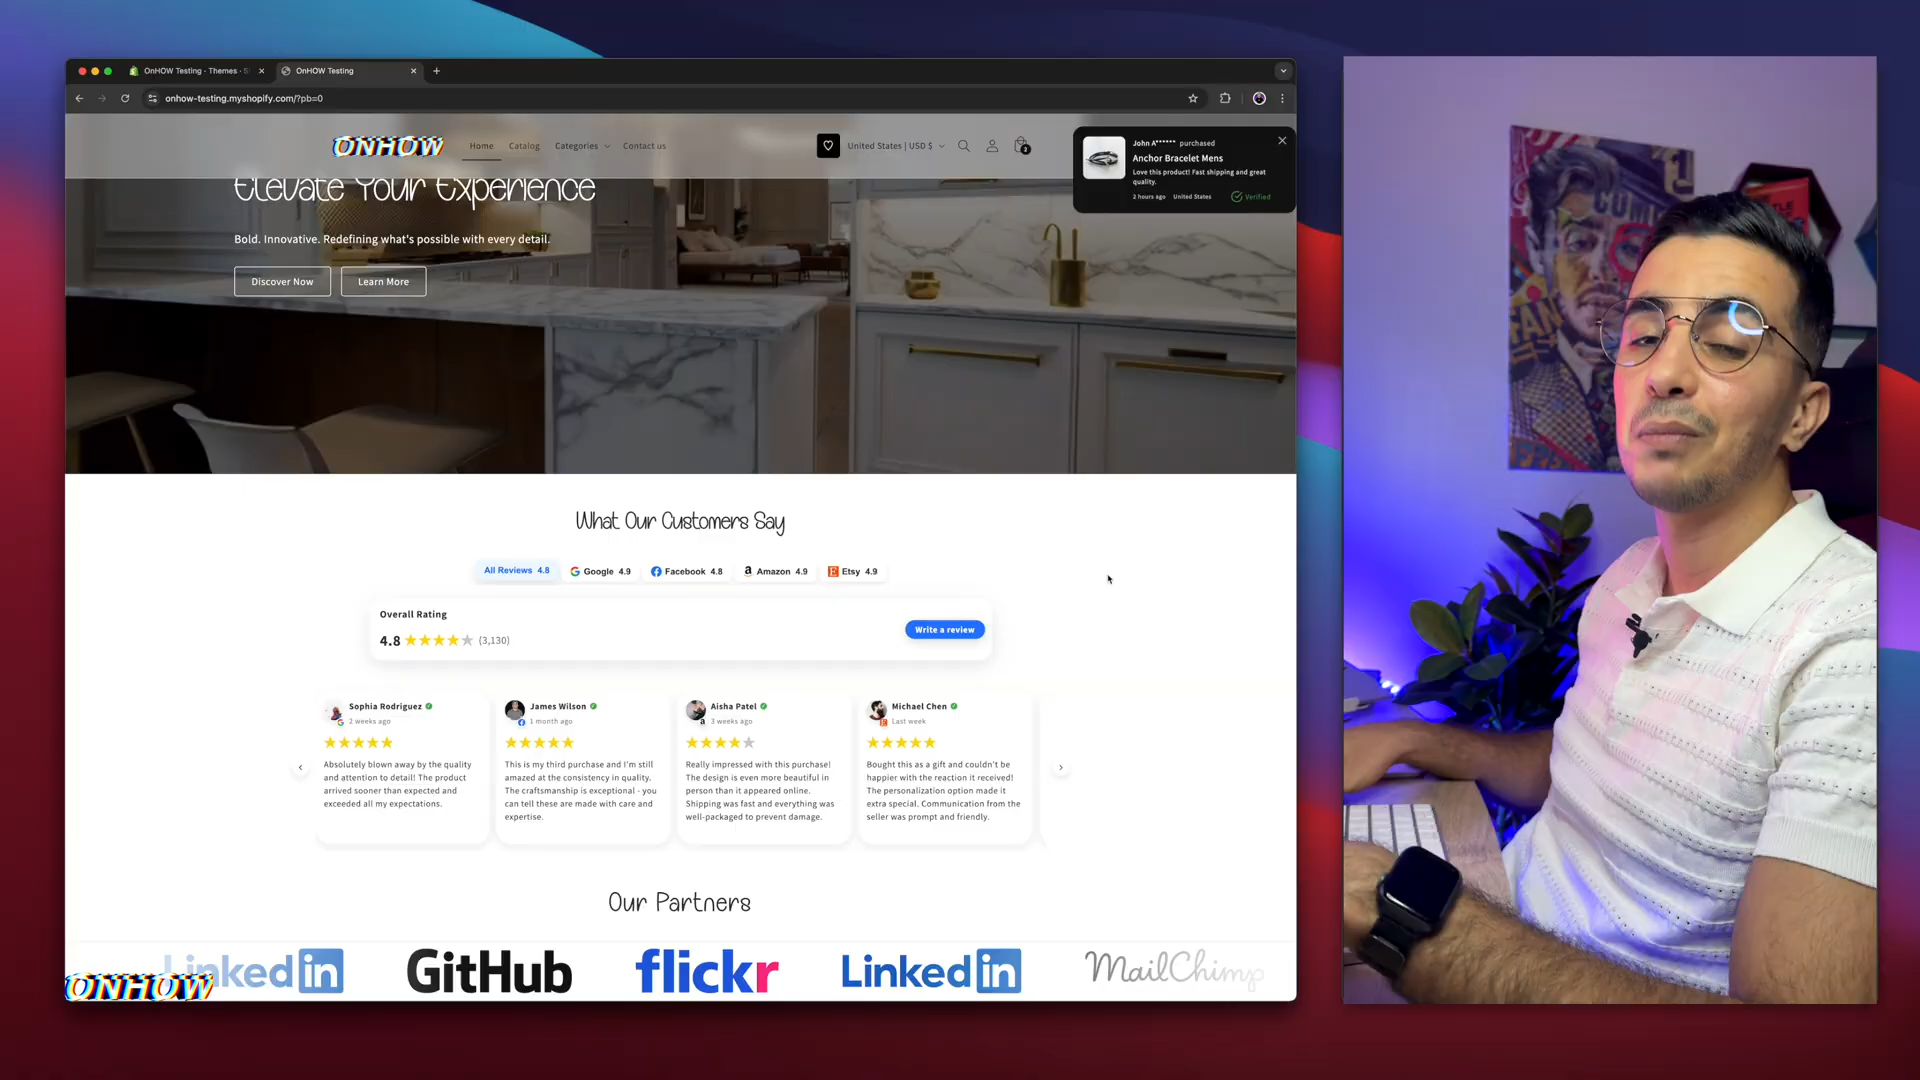 OnHOW Testing · Themes · S
OnHOW Testing
onhow-testing.myshopify.com/?pb=0
ONHOW
Home
Catalog
Categories
Contact us
United States | USD $
2
John A****** purchased
Anchor Bracelet Mens
Love this product! Fast shipping and great
quality.
2 hours ago United States Verified
Elevate Your Experience
Bold. Innovative. Redefining what's possible with every detail.
Discover Now
Learn More
What Our Customers Say
All Reviews 4.8
Google 4.9
Facebook 4.8
Amazon 4.9
Etsy 4.9
Overall Rating
4.8 (3,130)
Write a review
Sophia Rodriguez
2 weeks ago
Absolutely blown away by the quality
and attention to detail! The product
arrived sooner than expected and
exceeded all my expectations.
James Wilson
1 month ago
This is my third purchase and I'm still
amazed at the consistency in quality.
The craftsmanship is exceptional - you
can tell these are made with care and
expertise.
Aisha Patel
3 weeks ago
Really impressed with this purchase!
The design is even more beautiful in
person than it appeared online.
Shipping was fast and everything was
well-packaged to prevent damage.
Michael Chen
Last week
Bought this as a gift and couldn't be
happier with the reaction it received!
The personalization option made it
extra special. Communication from the
seller was prompt and friendly.
Our Partners
Linkedin
GitHub
flickr
Linkedin
MailChimp
ONHOW
FAN